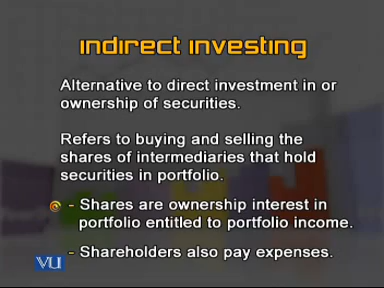 Indirect Investing
Alternative to direct investment in or
ownership of securities.
Refers to buying and selling the
shares of intermediaries that hold
securities in portfolio.
- Shares are ownership interest in
portfolio entitled to portfolio income.
- Shareholders also pay expenses.
VU